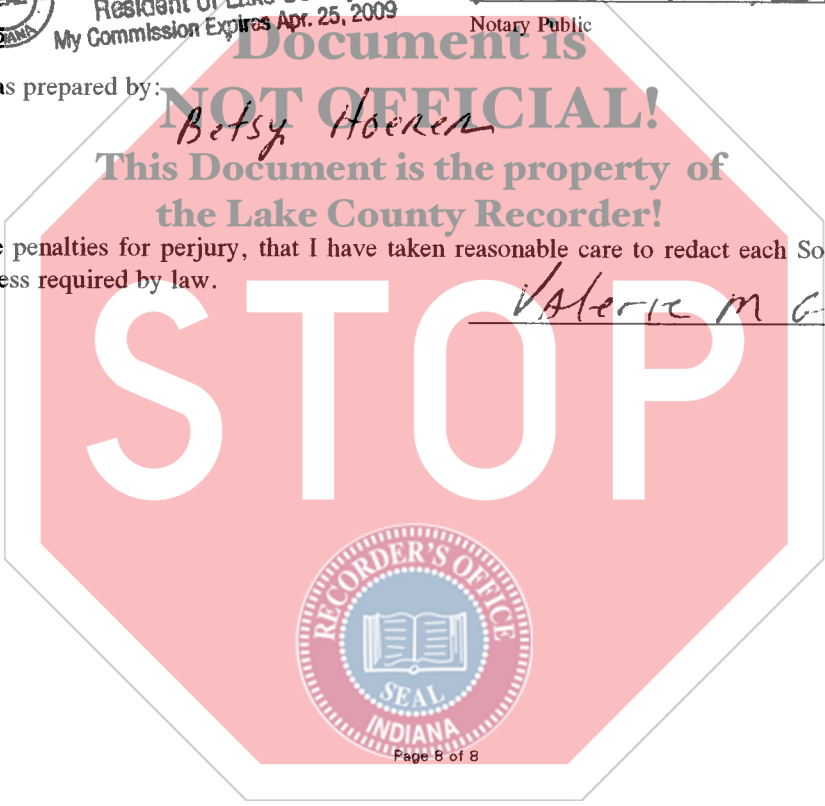 Resident Of
My Commission Expires Apr. 25, 2009
Notary Public
Document is
as prepared by:
NOT OFFICIAL!
Betsy
This Document is the property of
the Lake County Recorder!
penalties for perjury, that I have taken reasonable care to redact each So
ess required by law.
Valerie M
STOP
RECORDER'S OFFICE
SEAL
INDIANA
Page 8 of 8